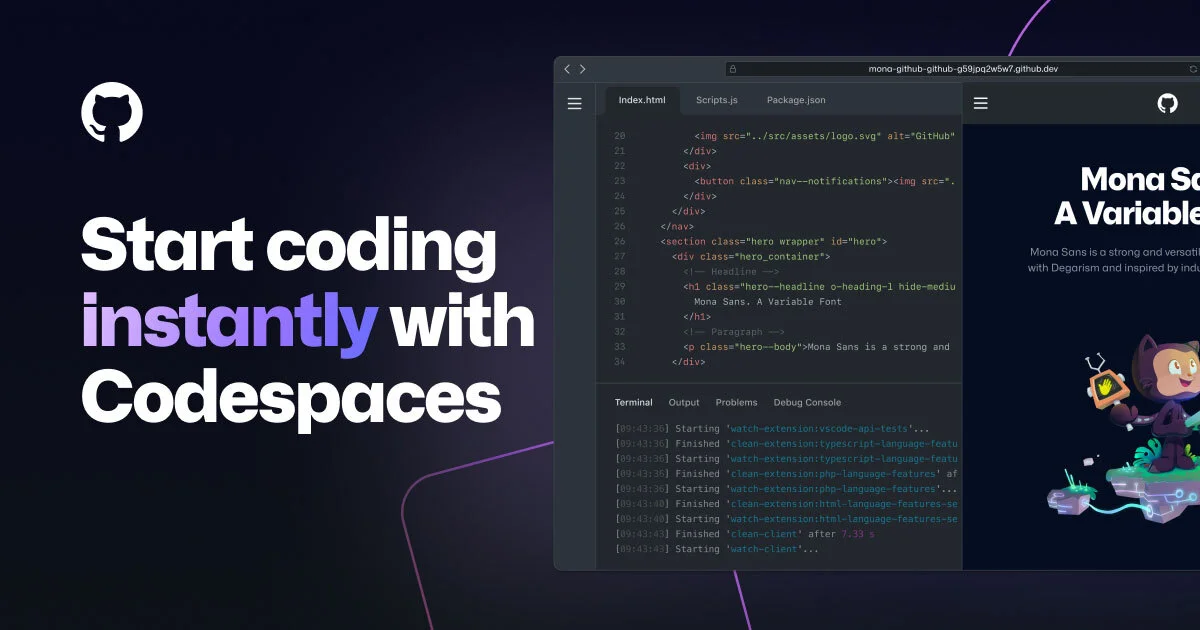 Start coding
instantly with
Codespaces
mona-github-github-g59jpq2w5w7.github.dev
Index.html
Scripts.js
Package.json
20 <img src="../src/assets/logo.svg" alt="GitHub"
21 </div>
22 <div>
23 <button class="nav--notifications"><img src=".
24 </div>
25 </div>
26 </nav>
26 <section class="hero wrapper" id="hero">
27 <div class="hero_container">
28 <!-- Headline -->
29 <h1 class="hero--headline o-heading-l hide-mediu
30 Mona Sans. A Variable Font
31 </h1>
32 <!-- Paragraph -->
33 <p class="hero--body">Mona Sans is a strong and
34 </div>
Terminal Output Problems Debug Console
[09:43:36] Starting 'watch-extension:vscode-api-tests'...
[09:43:36] Finished 'clean-extension:typescript-language-featu
[09:43:36] Starting 'watch-extension:typescript-language-featu
[09:43:35] Finished 'clean-extension:php-language-features' af
[09:43:36] Starting 'watch-extension:php-language-features'...
[09:43:40] Finished 'clean-extension:html-language-features-se
[09:43:40] Starting 'watch-extension:html-language-features-se
[09:43:43] Finished 'clean-client' after 7.33 s
[09:43:43] Starting 'watch-client'...
Mona Sa
A Variable
Mona Sans is a strong and versati
with Degarism and inspired by indu